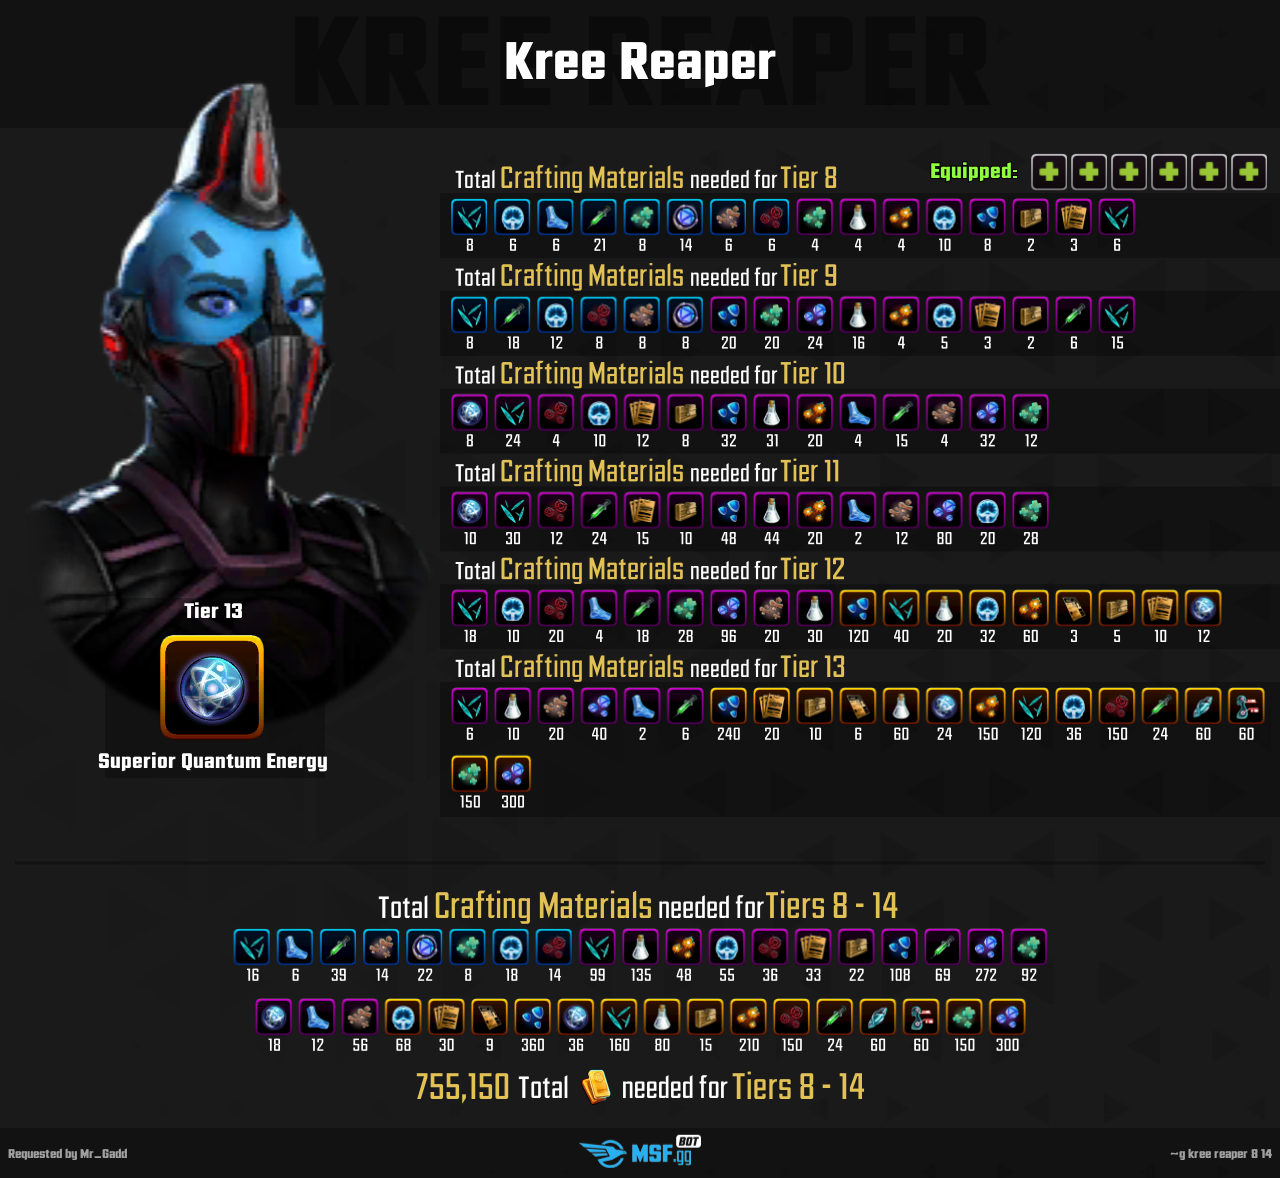 KREE REAPER
Kree Reaper
Equipped:
Total Crafting Materials needed for Tier 8
8 6 6 21 8 14 6 6 4 4 4 10 8 2 3 6
Total Crafting Materials needed for Tier 9
8 18 12 8 8 8 20 20 24 16 4 5 3 2 6 15
Total Crafting Materials needed for Tier 10
8 24 4 10 12 8 32 31 20 4 15 4 32 12
Total Crafting Materials needed for Tier 11
10 30 12 24 15 10 48 44 20 2 12 80 20 28
Total Crafting Materials needed for Tier 12
18 10 20 4 18 28 96 20 30 120 40 20 32 60 3 5 10 12
Total Crafting Materials needed for Tier 13
6 10 20 40 2 6 240 20 10 6 60 24 150 120 36 150 24 60 60
150 300
Tier 13
Superior Quantum Energy
Total Crafting Materials needed for Tiers 8 - 14
16 6 39 14 22 8 18 14 99 135 48 55 36 33 22 108 69 272 92
18 12 56 68 30 9 360 36 160 80 15 210 150 24 60 60 150 300
755,150 Total needed for Tiers 8 - 14
Requested by Mr_Gadd
MSF.gg BOT
~g kree reaper 8 14